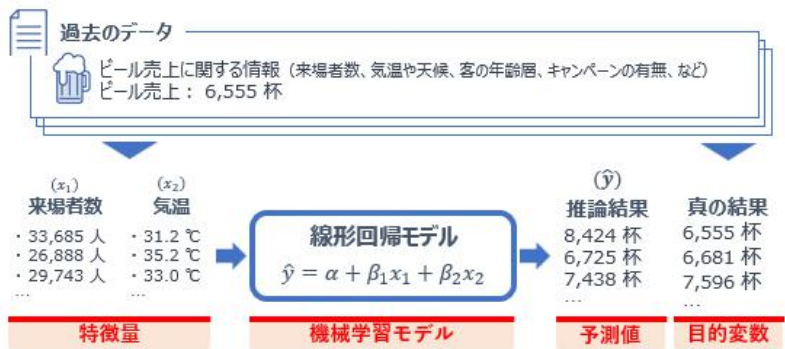 過去のデータ
ビール売上に関する情報（来場者数、気温や天候、客の年齢層、キャンペーンの有無、など）
ビール売上： 6,555 杯
(x₁)
来場者数
・33,685 人
・26,888 人
・29,743 人
…
(x₂)
気温
・31.2 ℃
・35.2 ℃
・33.0 ℃
…
線形回帰モデル
ŷ = α + β₁x₁ + β₂x₂
(ŷ)
推論結果
8,424 杯
6,725 杯
7,438 杯
…
真の結果
6,555 杯
6,681 杯
7,596 杯
…
特徴量
機械学習モデル
予測値
目的変数